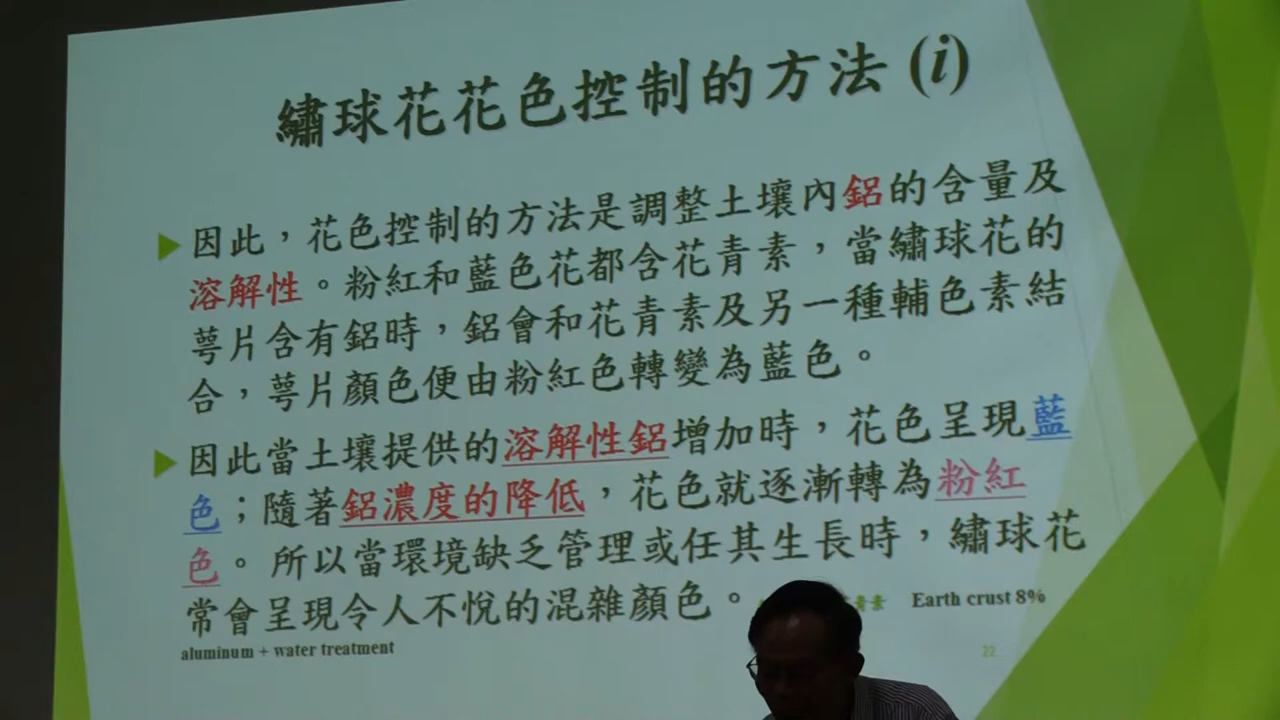 繡球花花色控制的方法 (i)
因此，花色控制的方法是調整土壤內鋁的含量及
溶解性。粉紅和藍色花都含花青素，當繡球花的
萼片含有鋁時，鋁會和花青素及另一種輔色素結
合，萼片顏色便由粉紅色轉變為藍色。
因此當土壤提供的溶解性鋁增加時，花色呈現藍
色；隨著鋁濃度的降低，花色就逐漸轉為粉紅
色。所以當環境缺乏管理或任其生長時，繡球花
常會呈現令人不悅的混雜顏色。
青素 Earth crust 8%
aluminum + water treatment
22